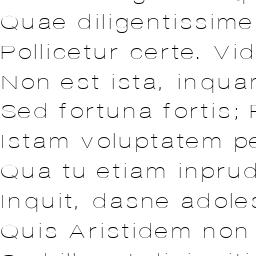 Quae diligentissime
Pollicetur certe. Vid
Non est ista, inquam
Sed fortuna fortis;
Istam voluptatem pe
Qua tu etiam inprud
Inquit, dasne adoles
Quis Aristidem non